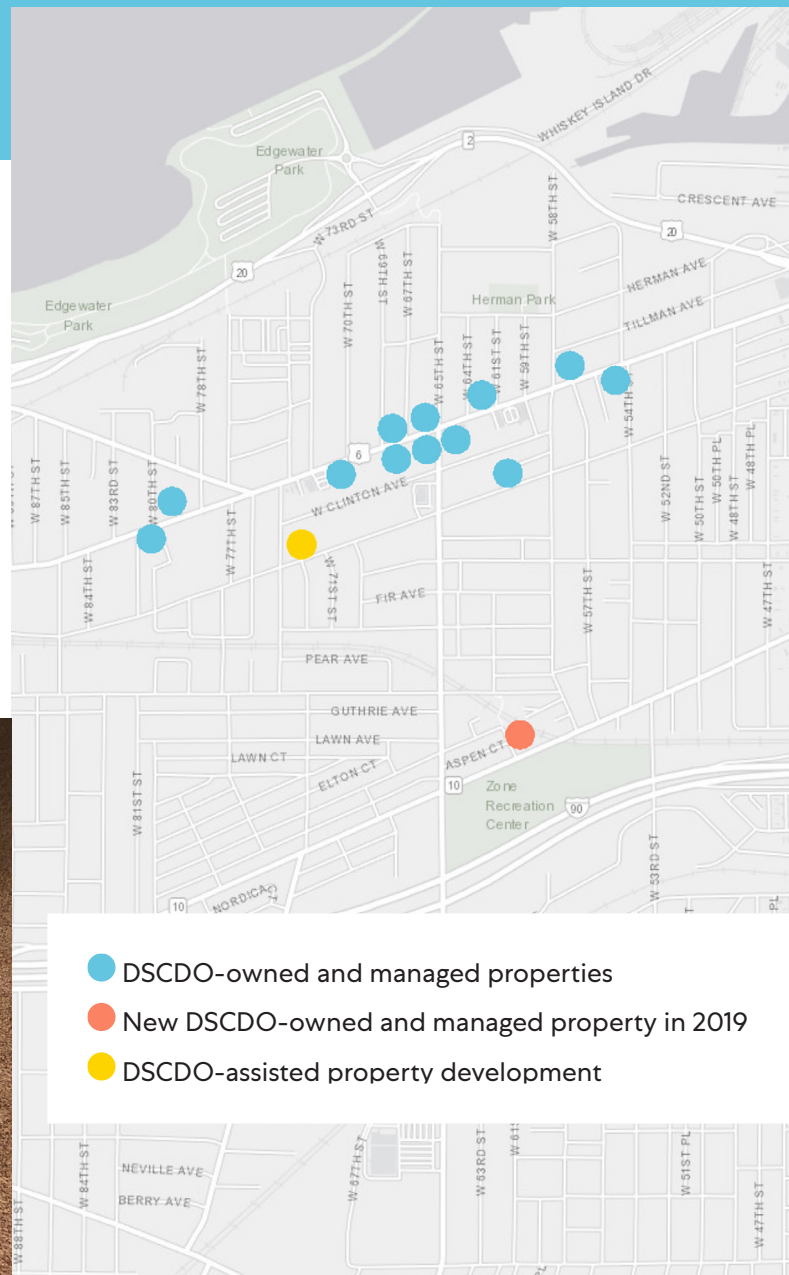 WHISKEY ISLAND DR
Edgewater
Park
2
CRESCENT AVE
W 58TH ST
20
W 73RD ST
W 69TH ST
W 67TH ST
20
HERMAN AVE
Edgewater
Park
W 70TH ST
Herman Park
TILLMAN AVE
W 65TH ST
W 64TH ST
W 61ST ST
W 59TH ST
W 78TH ST
W 54TH ST
6
W 87TH ST
W 85TH ST
W 83RD ST
W 80TH ST
W CLINTON AVE
W 52ND ST
W 50TH ST
W 50TH PL
W 48TH ST
W 48TH PL
W 77TH ST
W 84TH ST
W 71ST ST
FIR AVE
W 57TH ST
W 47TH ST
PEAR AVE
GUTHRIE AVE
LAWN AVE
LAWN CT
ELTON CT
ASPEN CT
W 81ST ST
10
Zone
Recreation
Center
90
W 53RD ST
10
NORDICA CT
PL
DSCDO-owned and managed properties
New DSCDO-owned and managed property in 2019
DSCDO-assisted property development
W 67TH ST
W 63RD ST
W 61S
W 51ST PL
W 84TH ST
NEVILLE AVE
BERRY AVE
W 88TH ST
W 47TH ST
PL